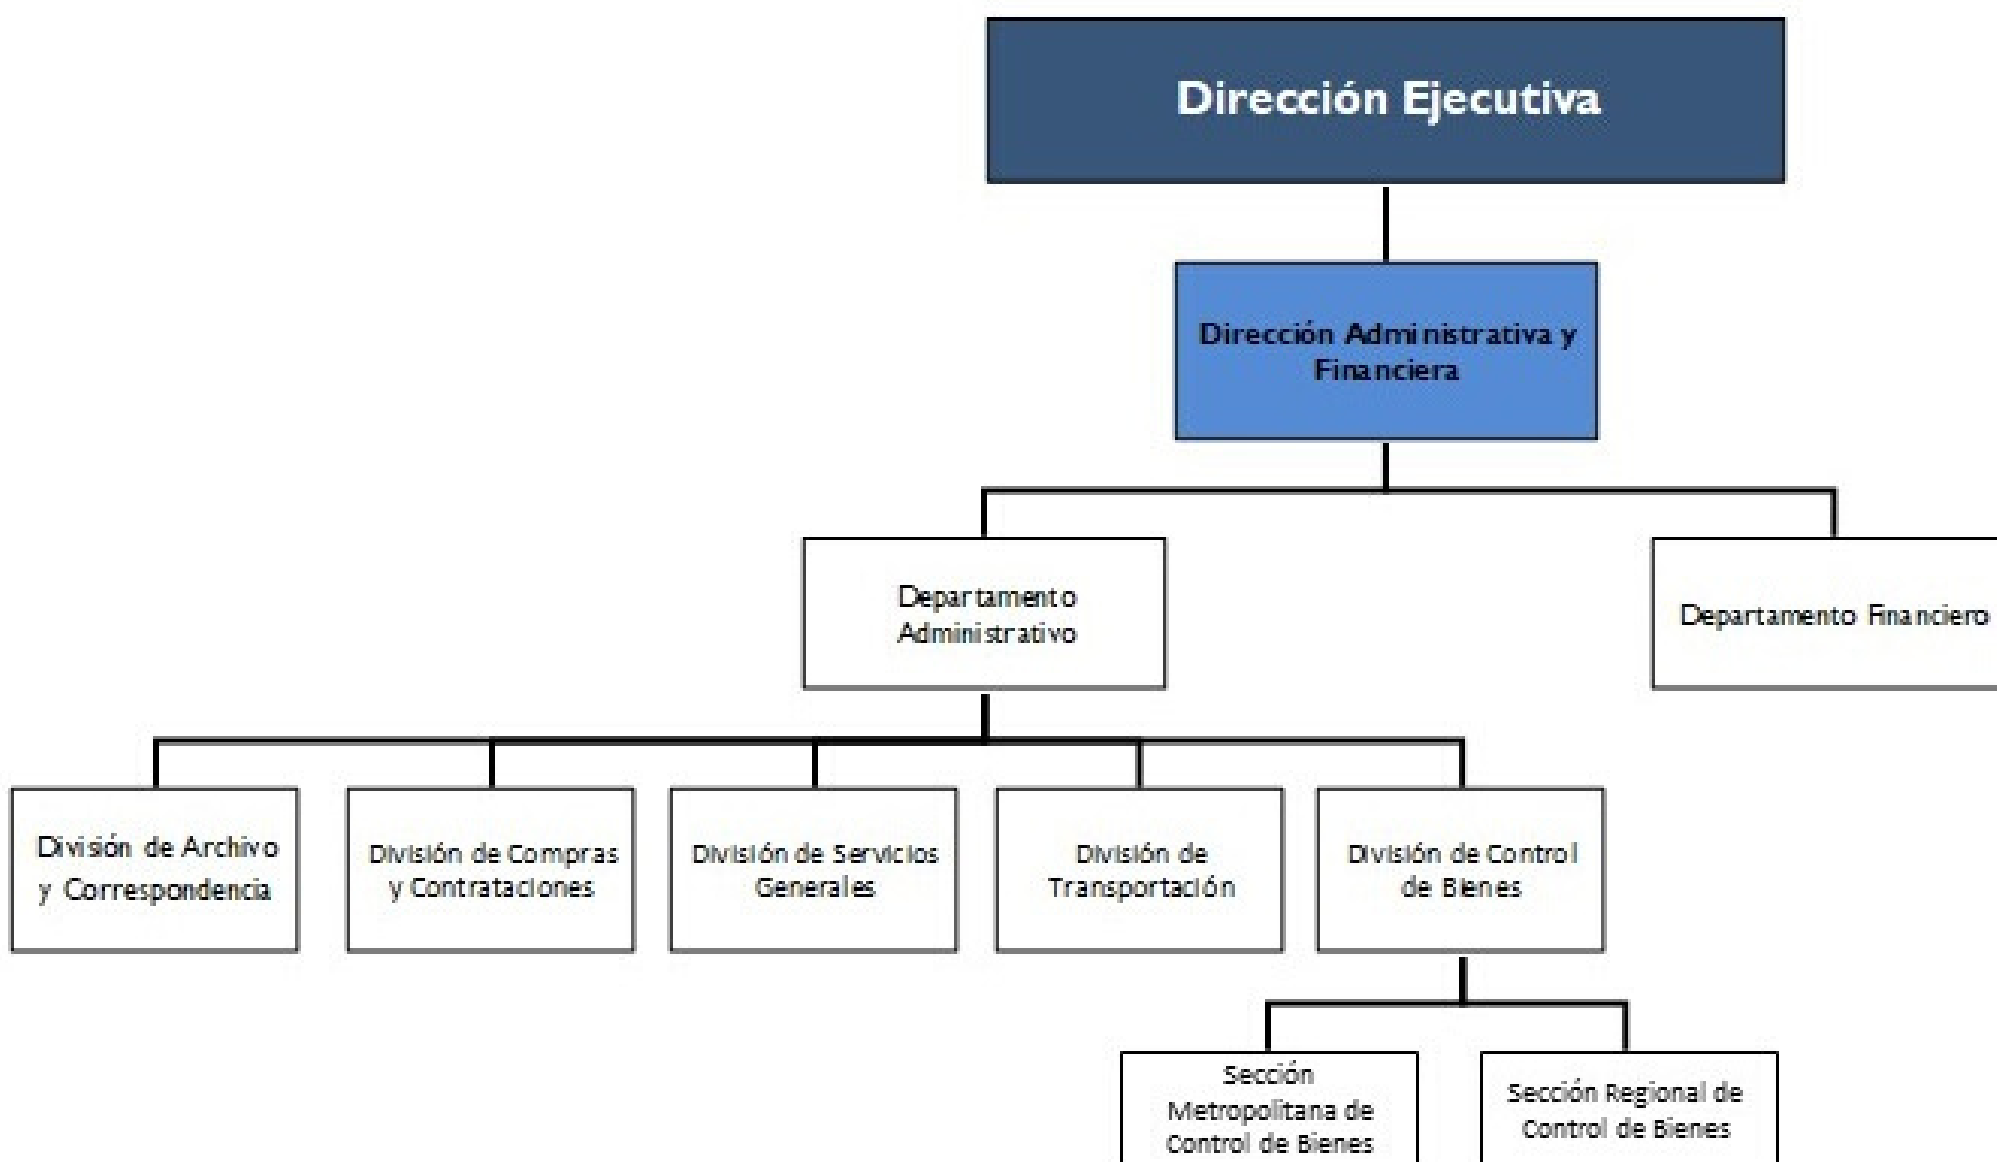 Dirección Ejecutiva
Dirección Administrativa y
Financiera
Departamento
Administrativo
Departamento Financiero
División de Archivo
y Correspondencia
División de Compras
y Contrataciones
División de Servicios
Generales
División de
Transportación
División de Control
de Bienes
Sección
Metropolitana de
Control de Bienes
Sección Regional de
Control de Bienes